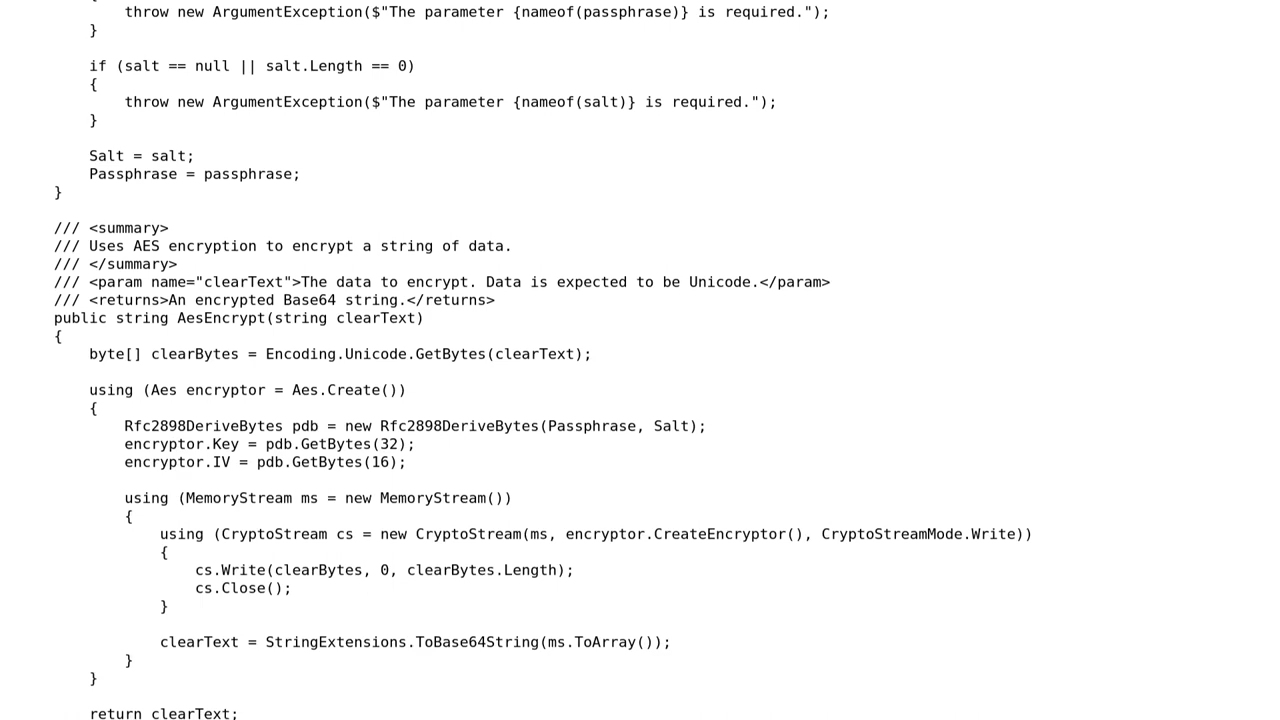 {
throw new ArgumentException($"The parameter {nameof(passphrase)} is required.");
}
if (salt == null || salt.Length == 0)
{
throw new ArgumentException($"The parameter {nameof(salt)} is required.");
}
Salt = salt;
Passphrase = passphrase;
}
/// <summary>
/// Uses AES encryption to encrypt a string of data.
/// </summary>
/// <param name="clearText">The data to encrypt. Data is expected to be Unicode.</param>
/// <returns>An encrypted Base64 string.</returns>
public string AesEncrypt(string clearText)
{
byte[] clearBytes = Encoding.Unicode.GetBytes(clearText);
using (Aes encryptor = Aes.Create())
{
Rfc2898DeriveBytes pdb = new Rfc2898DeriveBytes(Passphrase, Salt);
encryptor.Key = pdb.GetBytes(32);
encryptor.IV = pdb.GetBytes(16);
using (MemoryStream ms = new MemoryStream())
{
using (CryptoStream cs = new CryptoStream(ms, encryptor.CreateEncryptor(), CryptoStreamMode.Write))
{
cs.Write(clearBytes, 0, clearBytes.Length);
cs.Close();
}
clearText = StringExtensions.ToBase64String(ms.ToArray());
}
}
return clearText;